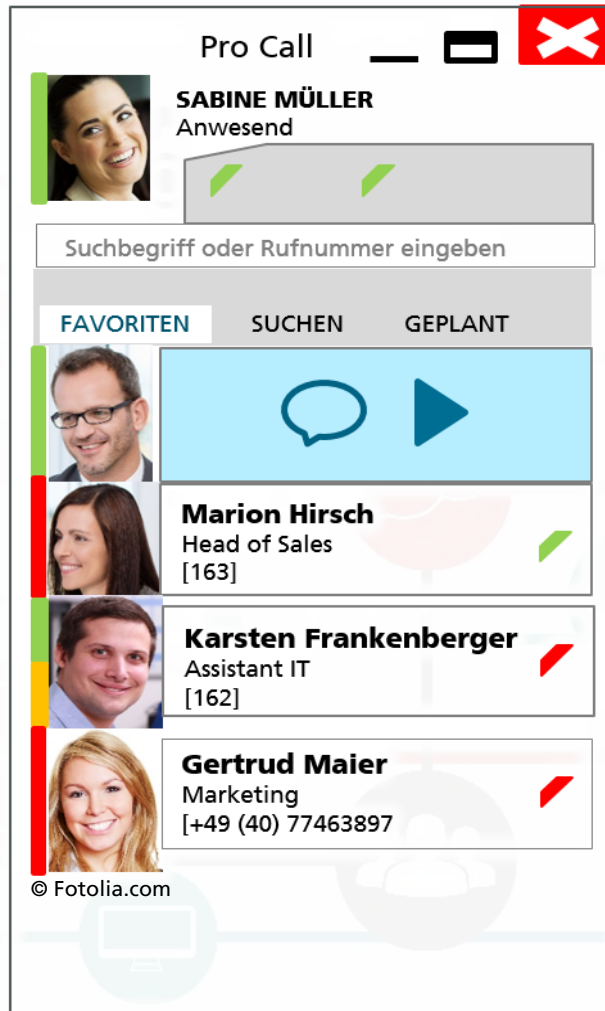 Pro Call
SABINE MÜLLER
Anwesend
Suchbegriff oder Rufnummer eingeben
FAVORITEN SUCHEN GEPLANT
Marion Hirsch
Head of Sales
[163]
Karsten Frankenberger
Assistant IT
[162]
Gertrud Maier
Marketing
[+49 (40) 77463897
© Fotolia.com